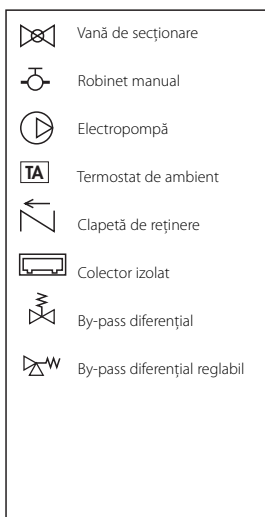 Vană de secționare
Robinet manual
Electropompă
TA Termostat de ambient
Clapetă de reținere
Colector izolat
By-pass diferențial
By-pass diferențial reglabil